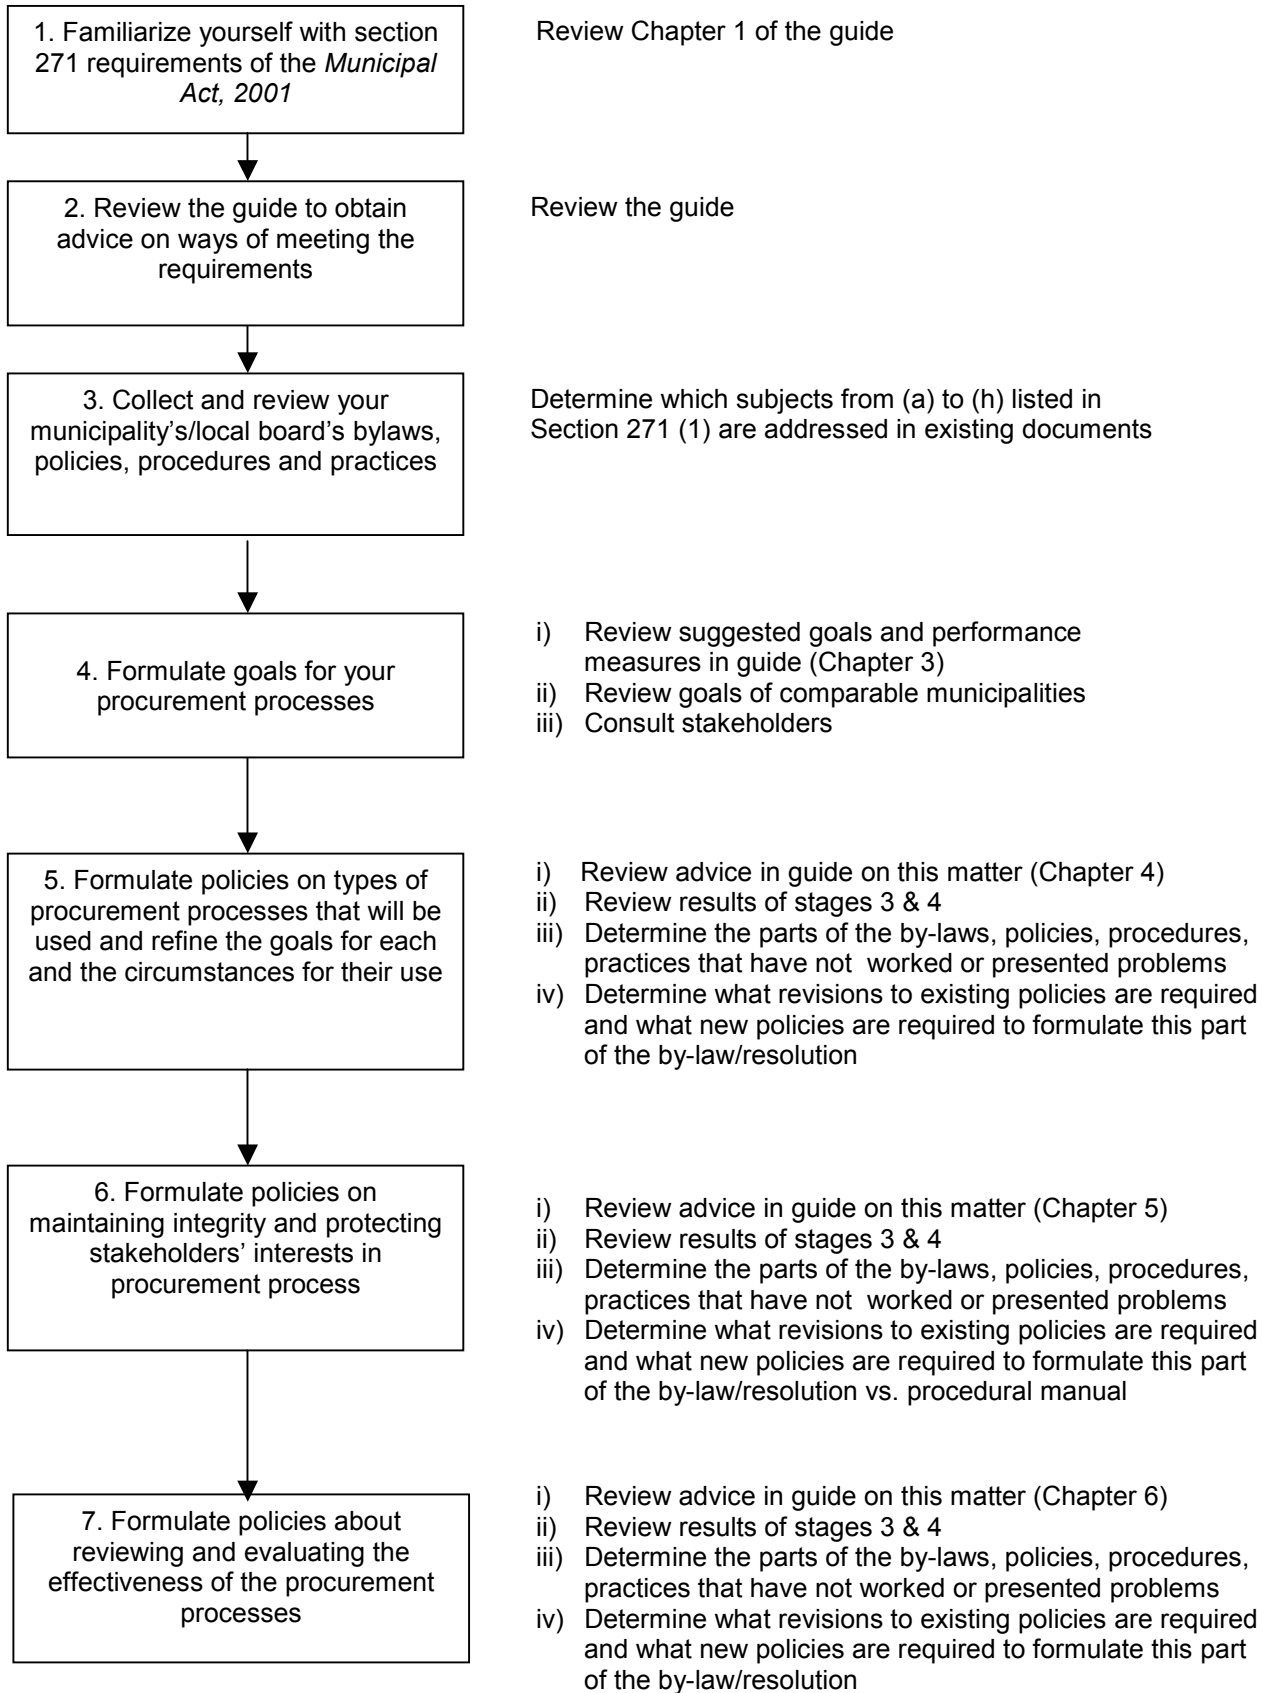 1. Familiarize yourself with section
271 requirements of the Municipal
Act, 2001
Review Chapter 1 of the guide
2. Review the guide to obtain
advice on ways of meeting the
requirements
Review the guide
3. Collect and review your
municipality's/local board's bylaws,
policies, procedures and practices
Determine which subjects from (a) to (h) listed in
Section 271 (1) are addressed in existing documents
4. Formulate goals for your
procurement processes
i) Review suggested goals and performance
measures in guide (Chapter 3)
ii) Review goals of comparable municipalities
iii) Consult stakeholders
5. Formulate policies on types of
procurement processes that will be
used and refine the goals for each
and the circumstances for their use
i) Review advice in guide on this matter (Chapter 4)
ii) Review results of stages 3 & 4
iii) Determine the parts of the by-laws, policies, procedures,
practices that have not worked or presented problems
iv) Determine what revisions to existing policies are required
and what new policies are required to formulate this part
of the by-law/resolution
6. Formulate policies on
maintaining integrity and protecting
stakeholders' interests in
procurement process
i) Review advice in guide on this matter (Chapter 5)
ii) Review results of stages 3 & 4
iii) Determine the parts of the by-laws, policies, procedures,
practices that have not worked or presented problems
iv) Determine what revisions to existing policies are required
and what new policies are required to formulate this part
of the by-law/resolution vs. procedural manual
7. Formulate policies about
reviewing and evaluating the
effectiveness of the procurement
processes
i) Review advice in guide on this matter (Chapter 6)
ii) Review results of stages 3 & 4
iii) Determine the parts of the by-laws, policies, procedures,
practices that have not worked or presented problems
iv) Determine what revisions to existing policies are required
and what new policies are required to formulate this part
of the by-law/resolution